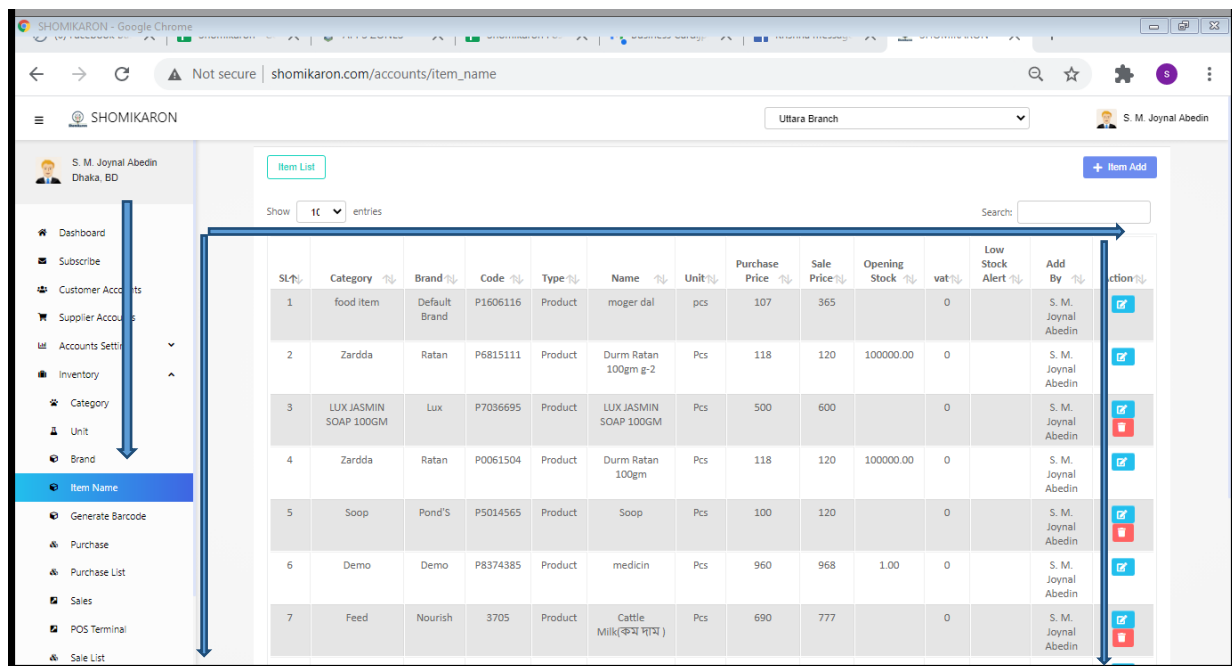 SHOMIKARON - Google Chrome
Not secure shomikaron.com/accounts/item_name
SHOMIKARON
Uttara Branch
S. M. Joynal Abedin
S. M. Joynal Abedin
Dhaka, BD
Dashboard
Subscribe
Customer
Supplier
Accounts
Inventory
Category
Unit
Brand
Item Name
Generate Barcode
Purchase
Purchase List
Sales
POS Terminal
Sale List
Item List
+ Item Add
Show entries
Search:
SL Category Brand Code Type Name Unit Purchase Price Sale Price Opening Stock vat Low Stock Alert Add By
1 food item Default Brand P1606116 Product moger dal pcs 107 365 0 S. M. Joynal Abedin
2 Zardda Ratan P6815111 Product Durm Ratan 100gm g-2 Pcs 118 120 100000.00 0 S. M. Joynal Abedin
3 LUX JASMIN SOAP 100GM Lux P7036695 Product LUX JASMIN SOAP 100GM Pcs 500 600 0 S. M. Joynal Abedin
4 Zardda Ratan P0061504 Product Durm Ratan 100gm Pcs 118 120 100000.00 0 S. M. Joynal Abedin
5 Soop Pond'S P5014565 Product Soop Pcs 100 120 0 S. M. Joynal Abedin
6 Demo Demo P8374385 Product medicin Pcs 960 968 1.00 0 S. M. Joynal Abedin
7 Feed Nourish 3705 Product Cattle Milk(কম দাম ) Pcs 690 777 0 S. M. Joynal Abedin